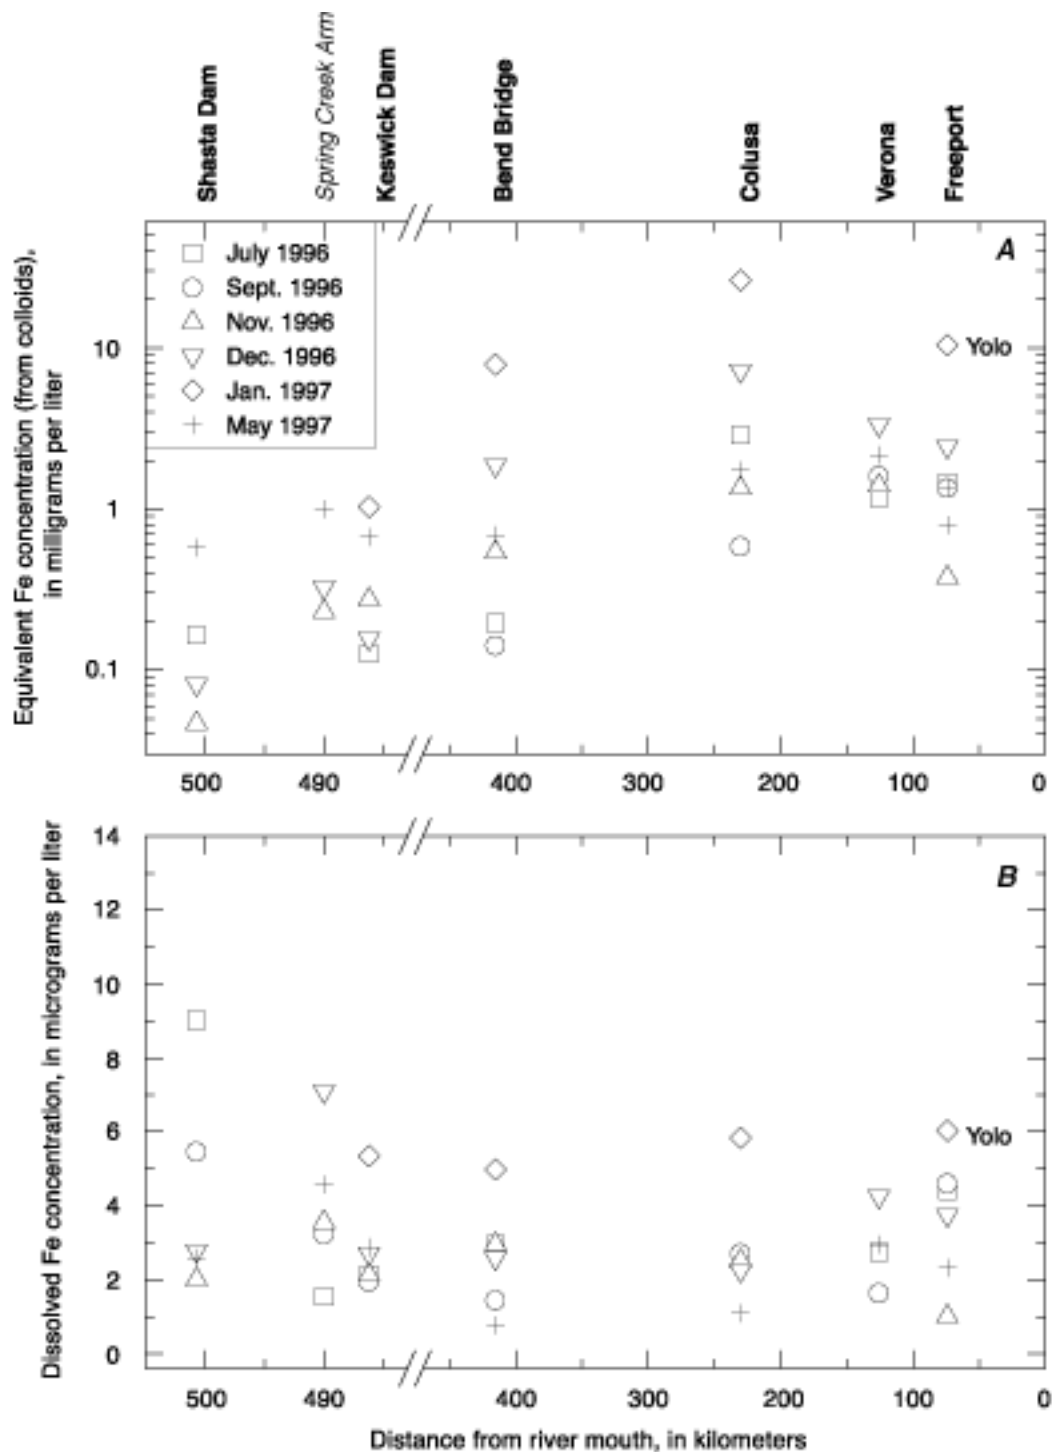 Shasta Dam
Spring Creek Arm
Keswick Dam
Bend Bridge
Colusa
Verona
Freeport
A
July 1996
Sept. 1996
Nov. 1996
Dec. 1996
Jan. 1997
May 1997
Yolo
Equivalent Fe concentration (from colloids),
in milligrams per liter
10
1
0.1
500
490
400
300
200
100
0
B
Yolo
Dissolved Fe concentration, in micrograms per liter
14
12
10
8
6
4
2
0
500
490
400
300
200
100
0
Distance from river mouth, in kilometers